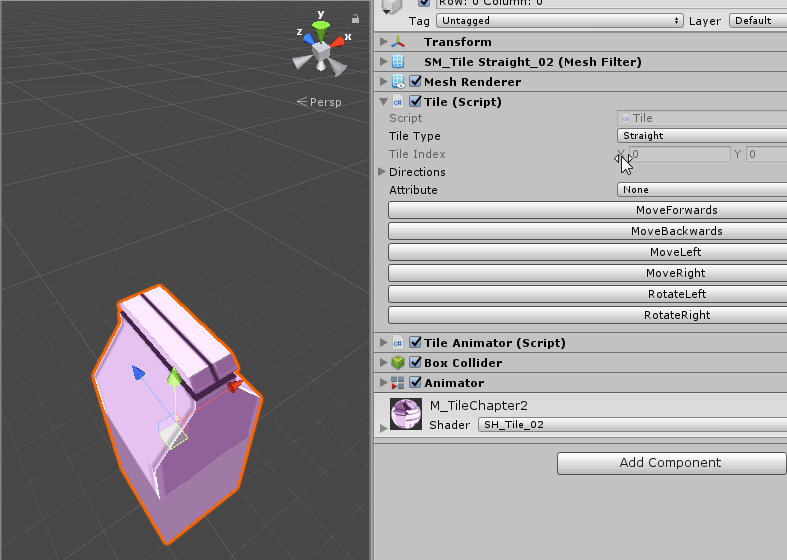 Row: 0 Column: 0
Tag Untagged Layer Default
y
z x
Persp
Transform
SM_Tile Straight_02 (Mesh Filter)
Mesh Renderer
Tile (Script)
Script Tile
Tile Type Straight
Tile Index X 0 Y 0
Directions
Attribute None
MoveForwards
MoveBackwards
MoveLeft
MoveRight
RotateLeft
RotateRight
Tile Animator (Script)
Box Collider
Animator
M_TileChapter2
Shader SH_Tile_02
Add Component